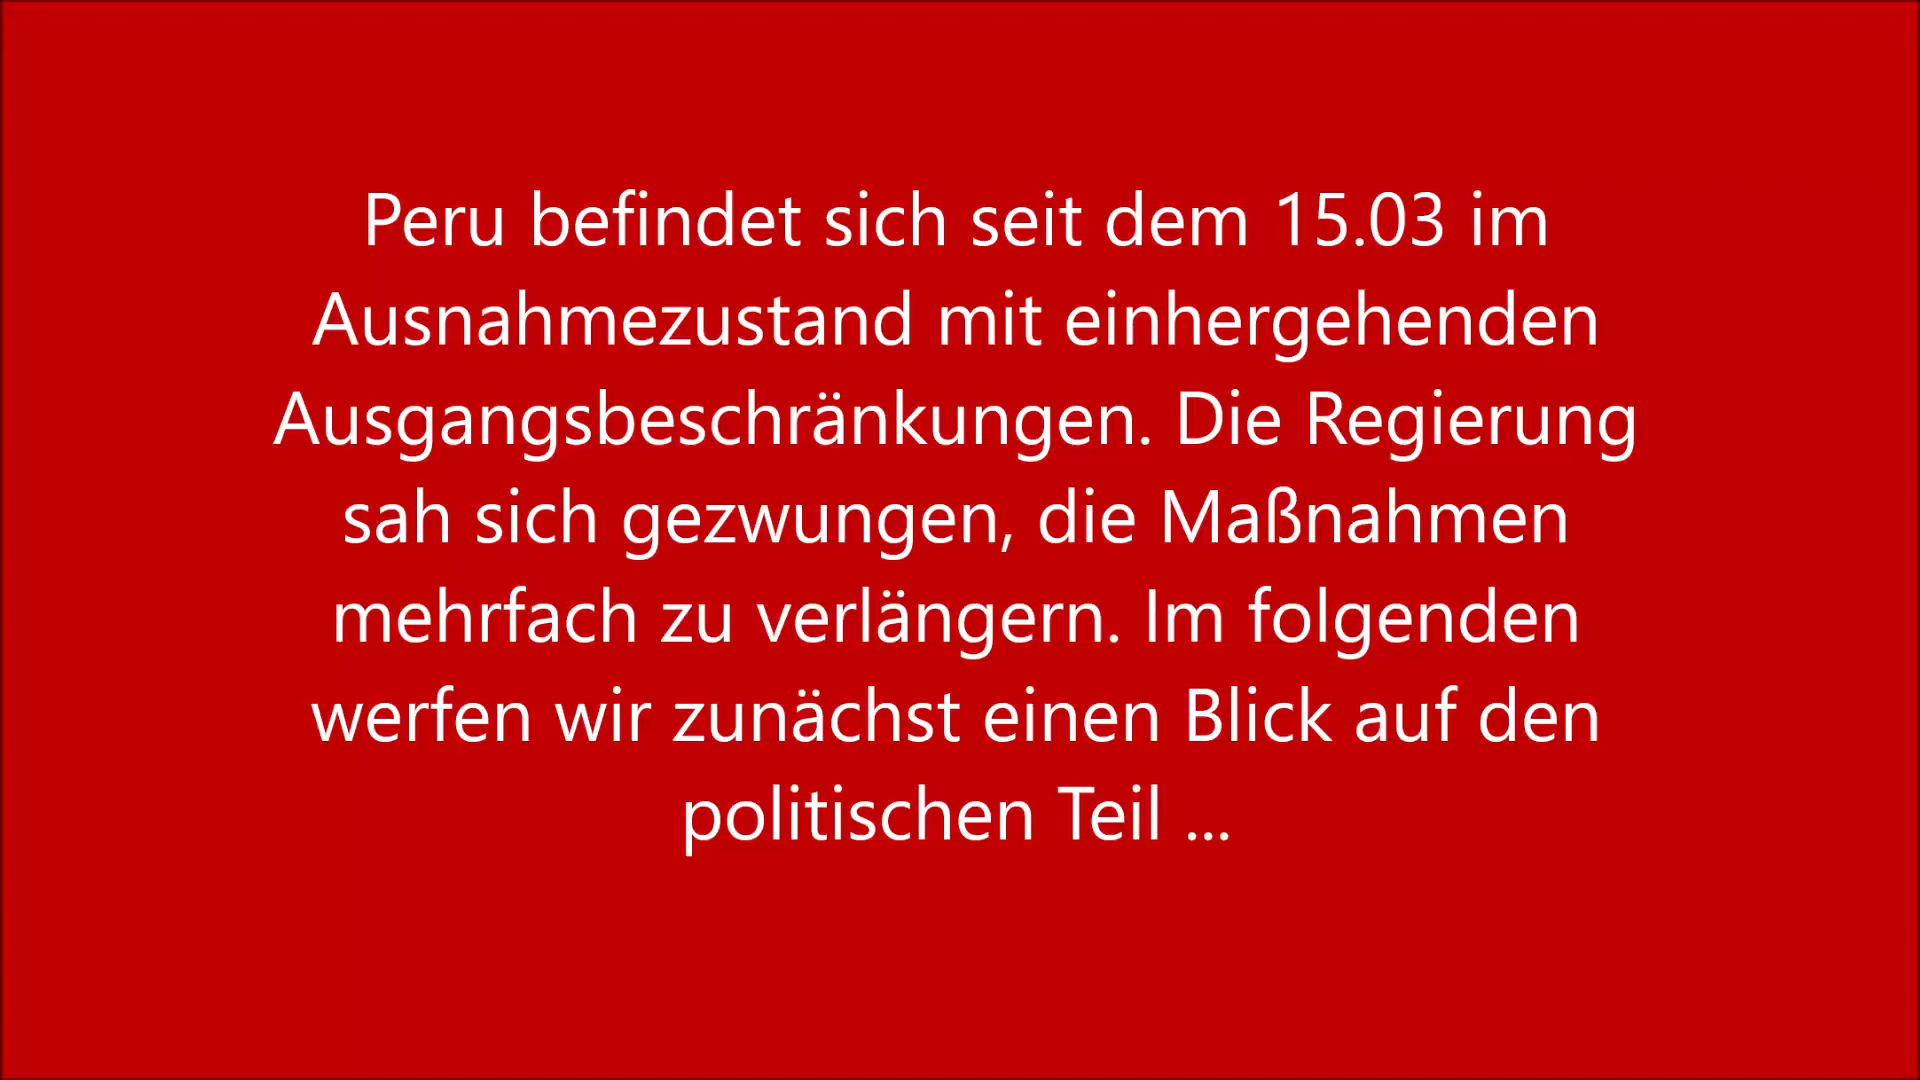 Peru befindet sich seit dem 15.03 im
Ausnahmezustand mit einhergehenden
Ausgangsbeschränkungen. Die Regierung
sah sich gezwungen, die Maßnahmen
mehrfach zu verlängern. Im folgenden
werfen wir zunächst einen Blick auf den
politischen Teil ...